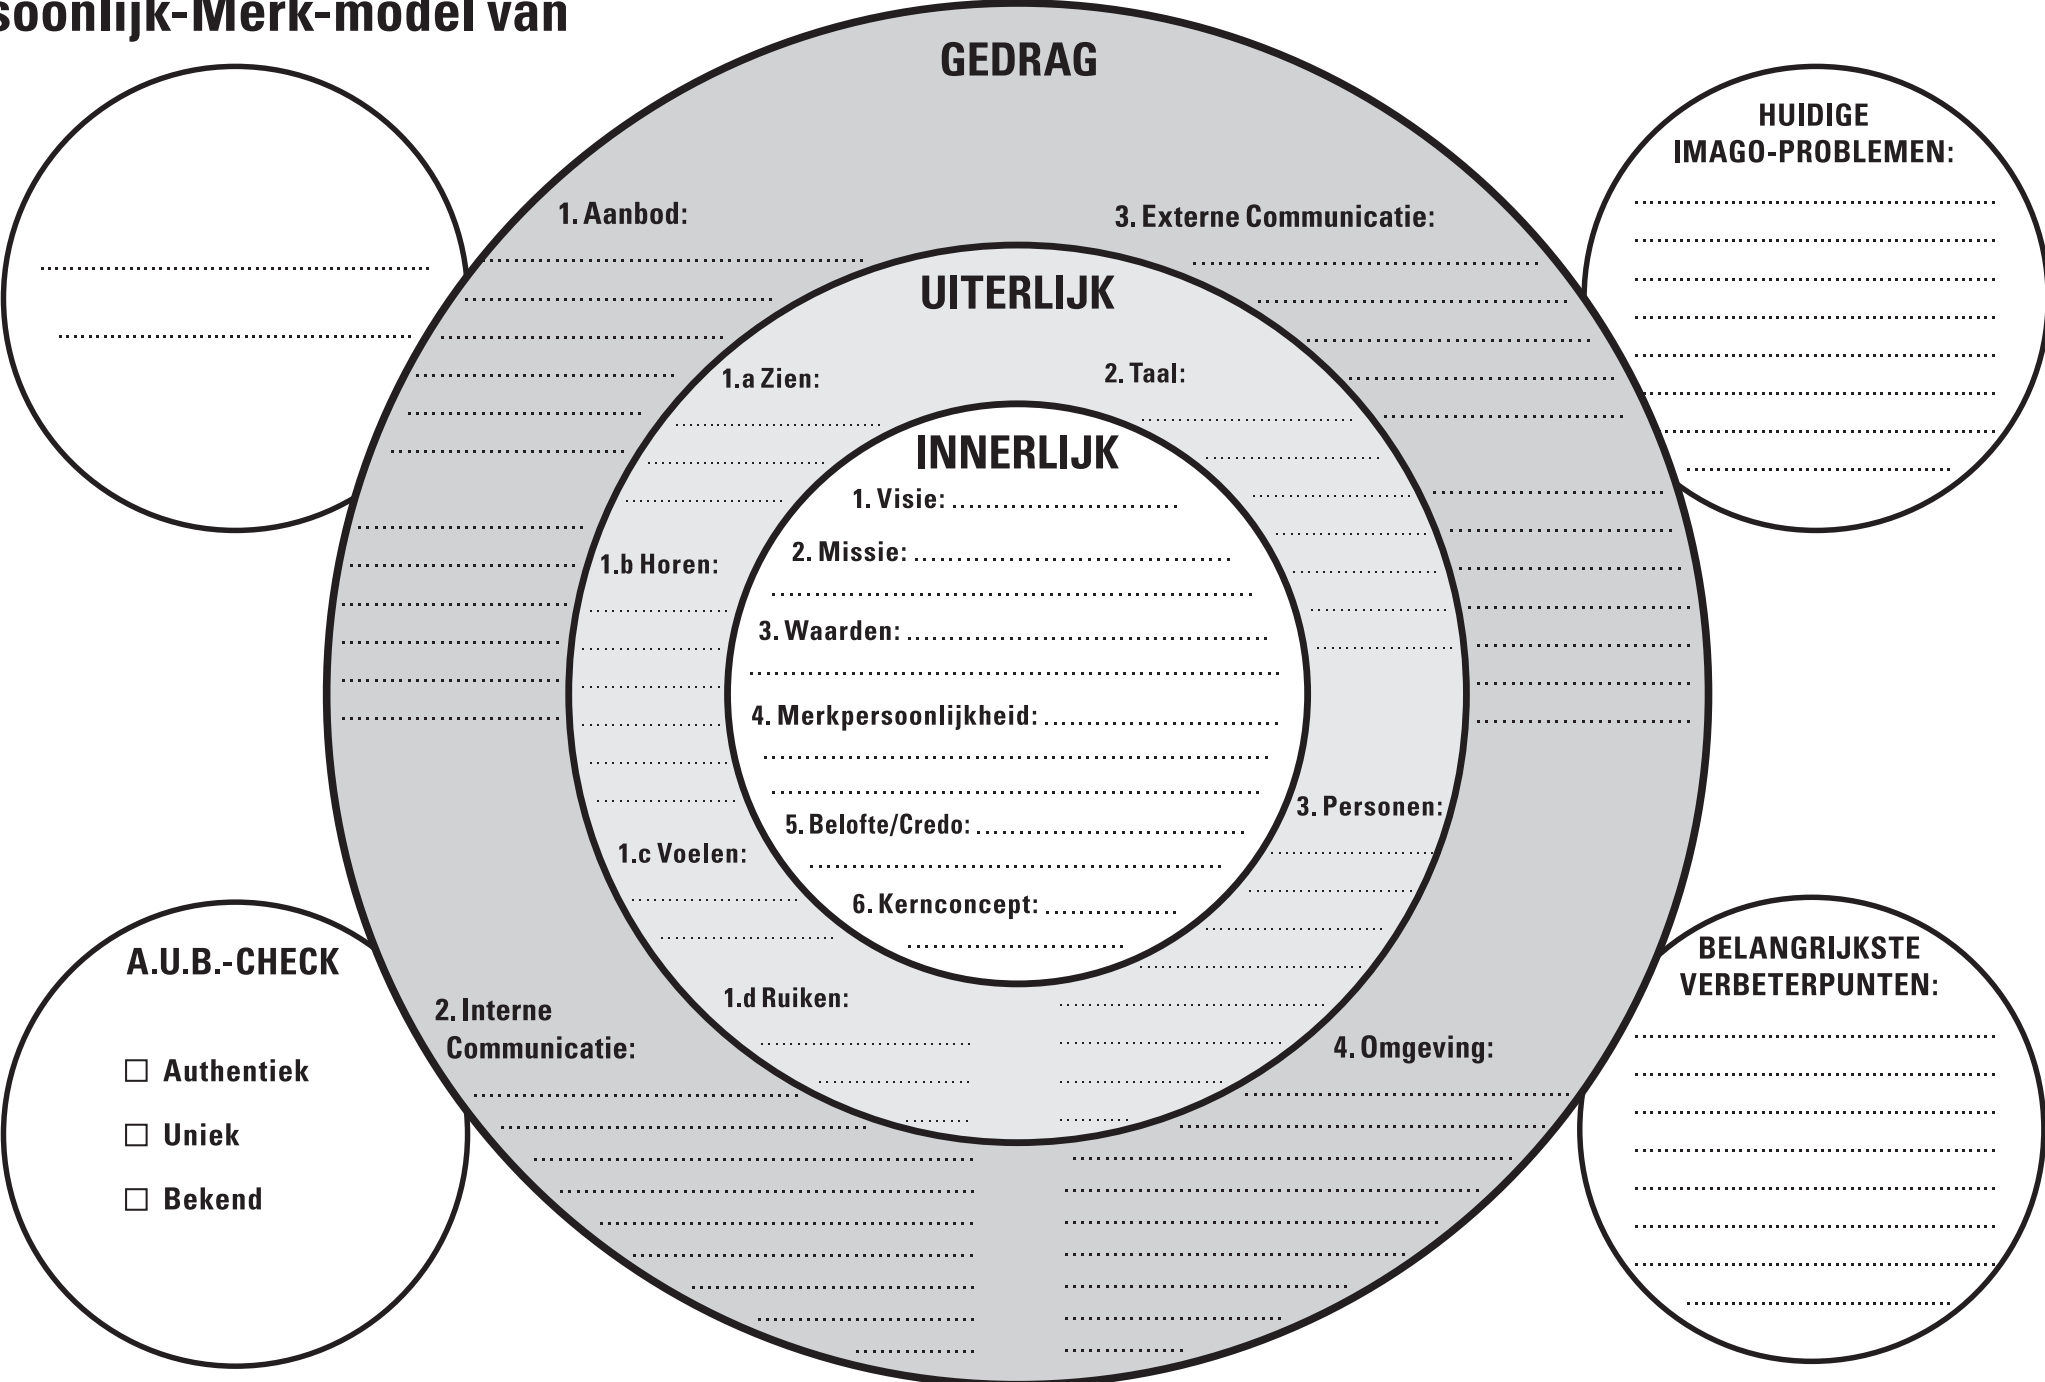 soonlijk-Merk-model van
GEDRAG
1. Aanbod:
3. Externe Communicatie:
2. Interne
Communicatie:
4. Omgeving:
UITERLIJK
1.a Zien:
2. Taal:
1.b Horen:
1.c Voelen:
1.d Ruiken:
3. Personen:
INNERLIJK
1. Visie:
2. Missie:
3. Waarden:
4. Merkpersoonlijkheid:
5. Belofte/Credo:
6. Kernconcept:
HUIDIGE
IMAGO-PROBLEMEN:
A.U.B.-CHECK
☐ Authentiek
☐ Uniek
☐ Bekend
BELANGRIJKSTE
VERBETERPUNTEN: